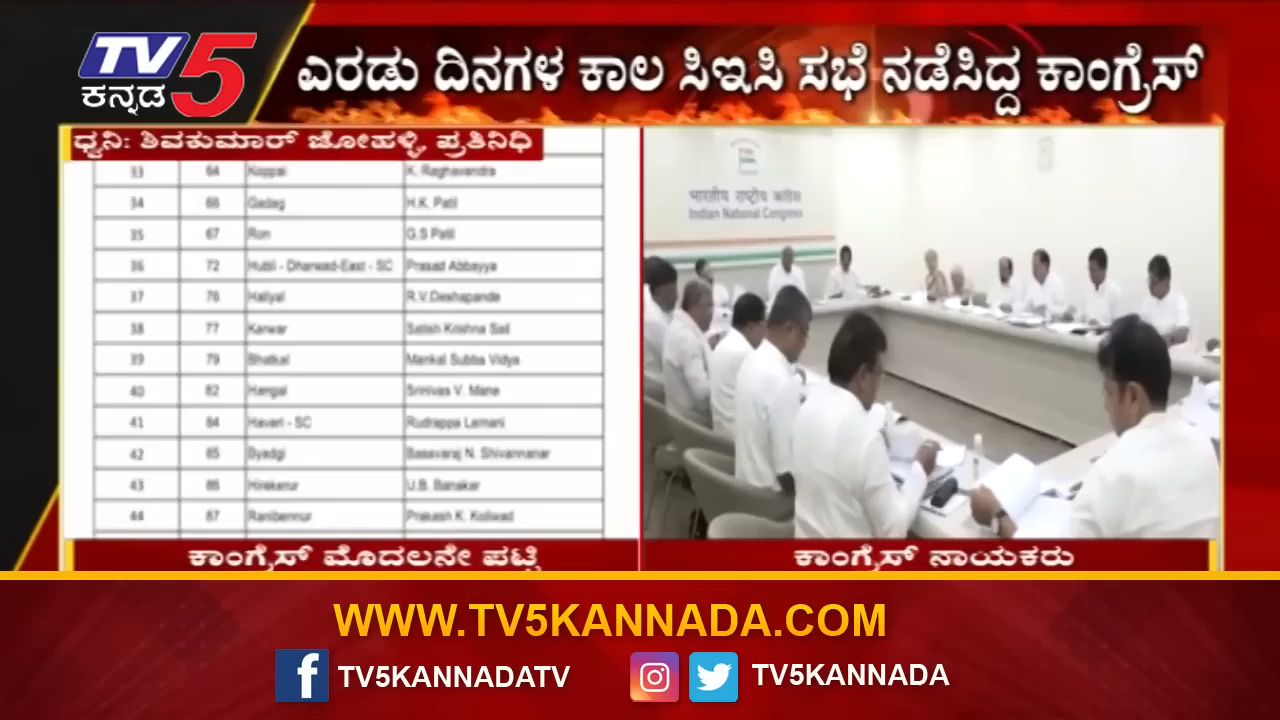 TV5
ಕನ್ನಡ
ಎರಡು ದಿನಗಳ ಕಾಲ ಸಿಇಸಿ ಸಭೆ ನಡೆಸಿದ್ದ ಕಾಂಗ್ರೆಸ್
ಧ್ವನಿ: ಶಿವಕುಮಾರ್ ಜೋಹಳ್ಳಿ, ಪ್ರತಿನಿಧಿ
33 64 Koppal K. Raghavendra
34 66 Gadag H.K. Patil
35 67 Ron G.S Patil
36 72 Hubli - Dharwad-East - SC Prasad Abbayya
37 76 Haliyal R.V.Deshapande
38 77 Karwar Satish Krishna Sail
39 79 Bhatkal Mankal Subba Vidya
40 82 Hangal Srinivas V. Mane
41 84 Haveri - SC Rudrappa Lamani
42 85 Byadgi Basavaraj N. Shivannanar
43 86 Hirekerur U.B. Banakar
44 87 Ranibennur Prakash K. Koliwad
भारतीय राष्ट्रीय कांग्रेस
Indian National Congress
ಕಾಂಗ್ರೆಸ್ ಮೊದಲನೇ ಪಟ್ಟಿ
ಕಾಂಗ್ರೆಸ್ ನಾಯಕರು
WWW.TV5KANNADA.COM
TV5KANNADATV
TV5KANNADA